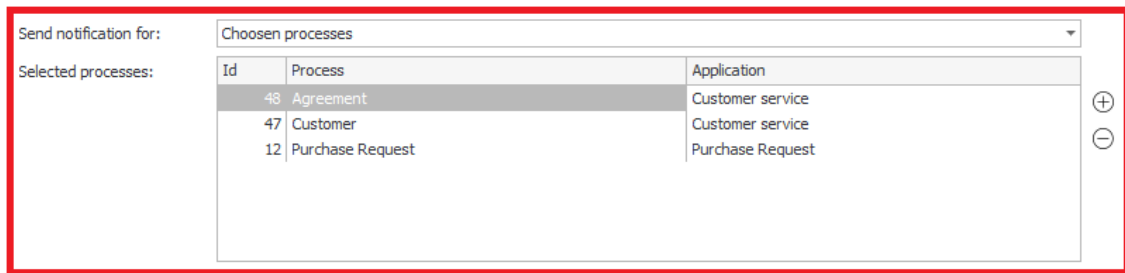 Send notification for: Choosen processes
Selected processes: Id Process Application
48 Agreement Customer service
47 Customer Customer service
12 Purchase Request Purchase Request